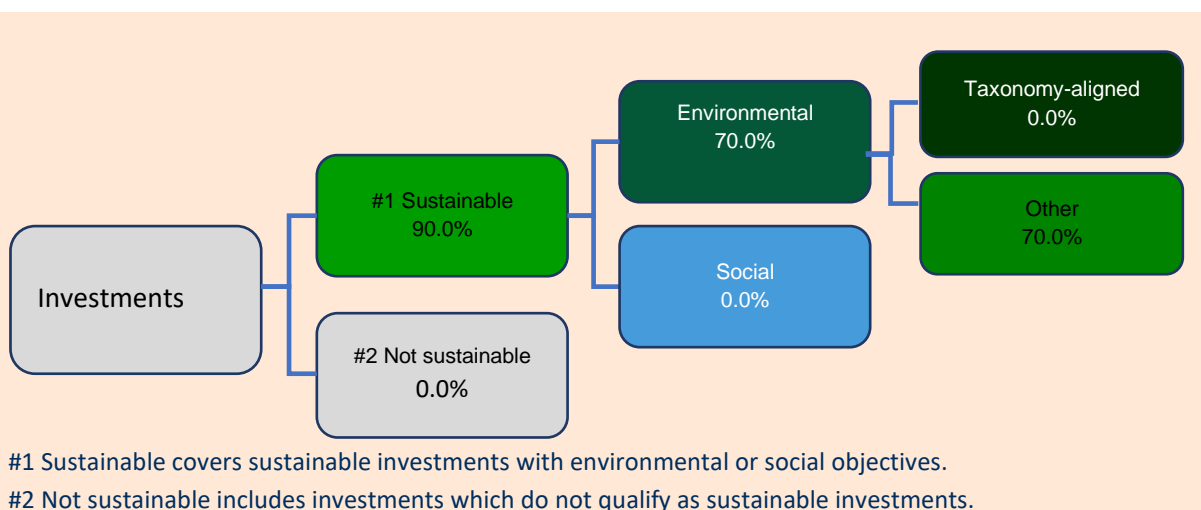 Investments
#1 Sustainable
90.0%
#2 Not sustainable
0.0%
Environmental
70.0%
Social
0.0%
Taxonomy-aligned
0.0%
Other
70.0%
#1 Sustainable covers sustainable investments with environmental or social objectives.
#2 Not sustainable includes investments which do not qualify as sustainable investments.